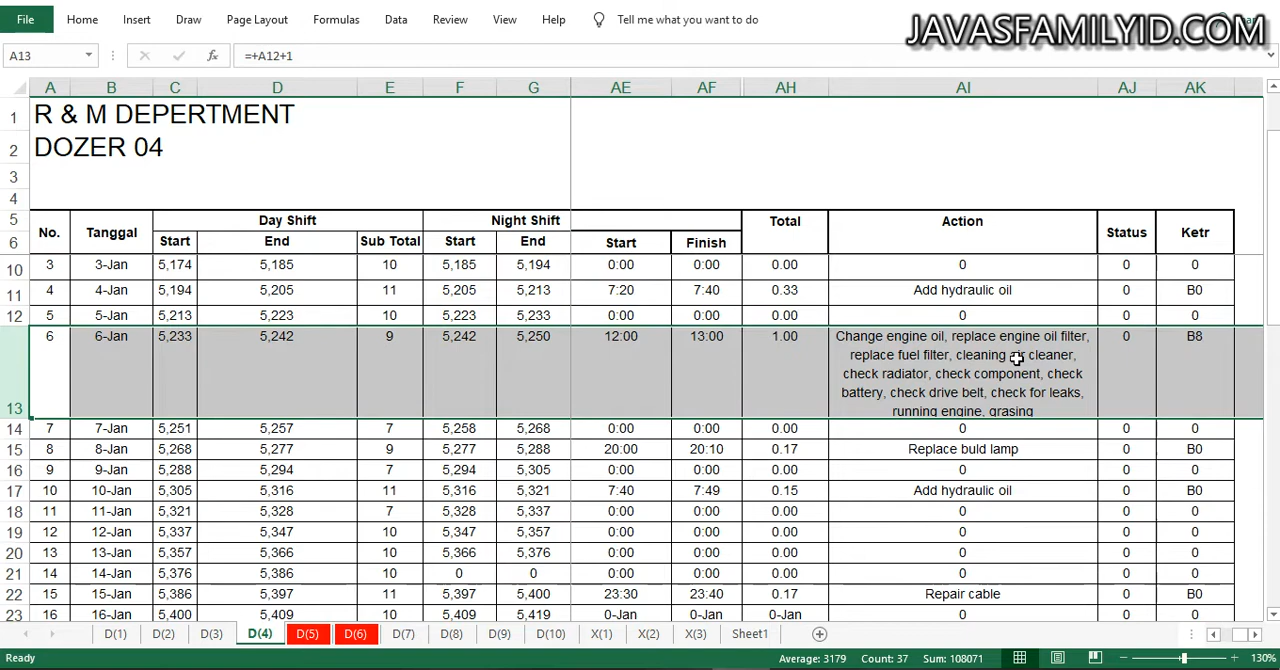 File Home Insert Draw Page Layout Formulas Data Review View Help Tell me what you want to do
JAVASFAMILYID.COM
A13 fx =+A12+1
A B C D E F G AE AF AH AI AJ AK
1 R & M DEPERTMENT
2 DOZER 04
3
4
5 No. Tanggal Day Shift Night Shift Total Action Status Ketr
6 Start End Sub Total Start End Start Finish
10 3 3-Jan 5,174 5,185 10 5,185 5,194 0:00 0:00 0.00 0 0 0
11 4 4-Jan 5,194 5,205 11 5,205 5,213 7:20 7:40 0.33 Add hydraulic oil 0 B0
12 5 5-Jan 5,213 5,223 10 5,223 5,233 0:00 0:00 0.00 0 0 0
13 6 6-Jan 5,233 5,242 9 5,242 5,250 12:00 13:00 1.00 Change engine oil, replace engine oil filter, 0 B8
replace fuel filter, cleaning air cleaner,
check radiator, check component, check
battery, check drive belt, check for leaks,
running engine, grasing
14 7 7-Jan 5,251 5,257 7 5,258 5,268 0:00 0:00 0.00 0 0 0
15 8 8-Jan 5,268 5,277 9 5,277 5,288 20:00 20:10 0.17 Replace buld lamp 0 B0
16 9 9-Jan 5,288 5,294 7 5,294 5,305 0:00 0:00 0.00 0 0 0
17 10 10-Jan 5,305 5,316 11 5,316 5,321 7:40 7:49 0.15 Add hydraulic oil 0 B0
18 11 11-Jan 5,321 5,328 7 5,328 5,337 0:00 0:00 0.00 0 0 0
19 12 12-Jan 5,337 5,347 10 5,347 5,357 0:00 0:00 0.00 0 0 0
20 13 13-Jan 5,357 5,366 10 5,366 5,376 0:00 0:00 0.00 0 0 0
21 14 14-Jan 5,376 5,386 10 0 0 0:00 0:00 0.00 0 0 0
22 15 15-Jan 5,386 5,397 11 5,397 5,400 23:30 23:40 0.17 Repair cable 0 B0
23 16 16-Jan 5,400 5,409 10 5,409 5,419 0-Jan 0-Jan 0-Jan 0 0 0
D(1) D(2) D(3) D(4) D(5) D(6) D(7) D(8) D(9) D(10) X(1) X(2) X(3) Sheet1
Ready Average: 3179 Count: 37 Sum: 108071 130%